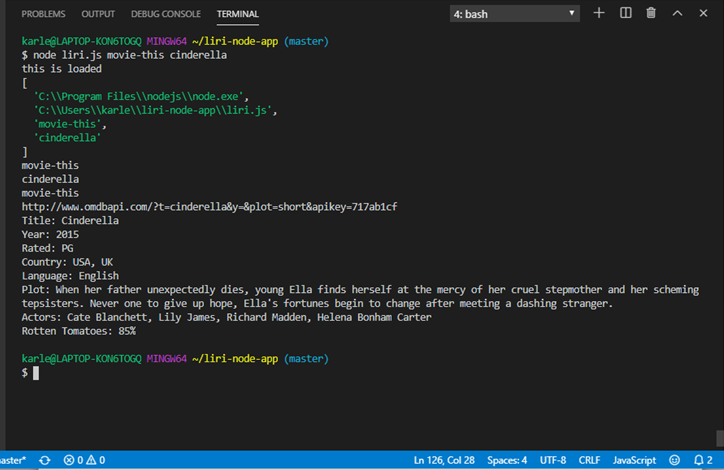 PROBLEMS OUTPUT DEBUG CONSOLE TERMINAL 4: bash
karle@LAPTOP-KON6TOGQ MINGW64 ~/liri-node-app (master)
$ node liri.js movie-this cinderella
this is loaded
[
'C:\\Program Files\\nodejs\\node.exe',
'C:\\Users\\karle\\liri-node-app\\liri.js',
'movie-this',
'cinderella'
]
movie-this
cinderella
movie-this
http://www.omdbapi.com/?t=cinderella&y=&plot=short&apikey=717ab1cf
Title: Cinderella
Year: 2015
Rated: PG
Country: USA, UK
Language: English
Plot: When her father unexpectedly dies, young Ella finds herself at the mercy of her cruel stepmother and her scheming
tepsisters. Never one to give up hope, Ella's fortunes begin to change after meeting a dashing stranger.
Actors: Cate Blanchett, Lily James, Richard Madden, Helena Bonham Carter
Rotten Tomatoes: 85%
karle@LAPTOP-KON6TOGQ MINGW64 ~/liri-node-app (master)
$
aster* 0 0 Ln 126, Col 28 Spaces: 4 UTF-8 CRLF JavaScript 2